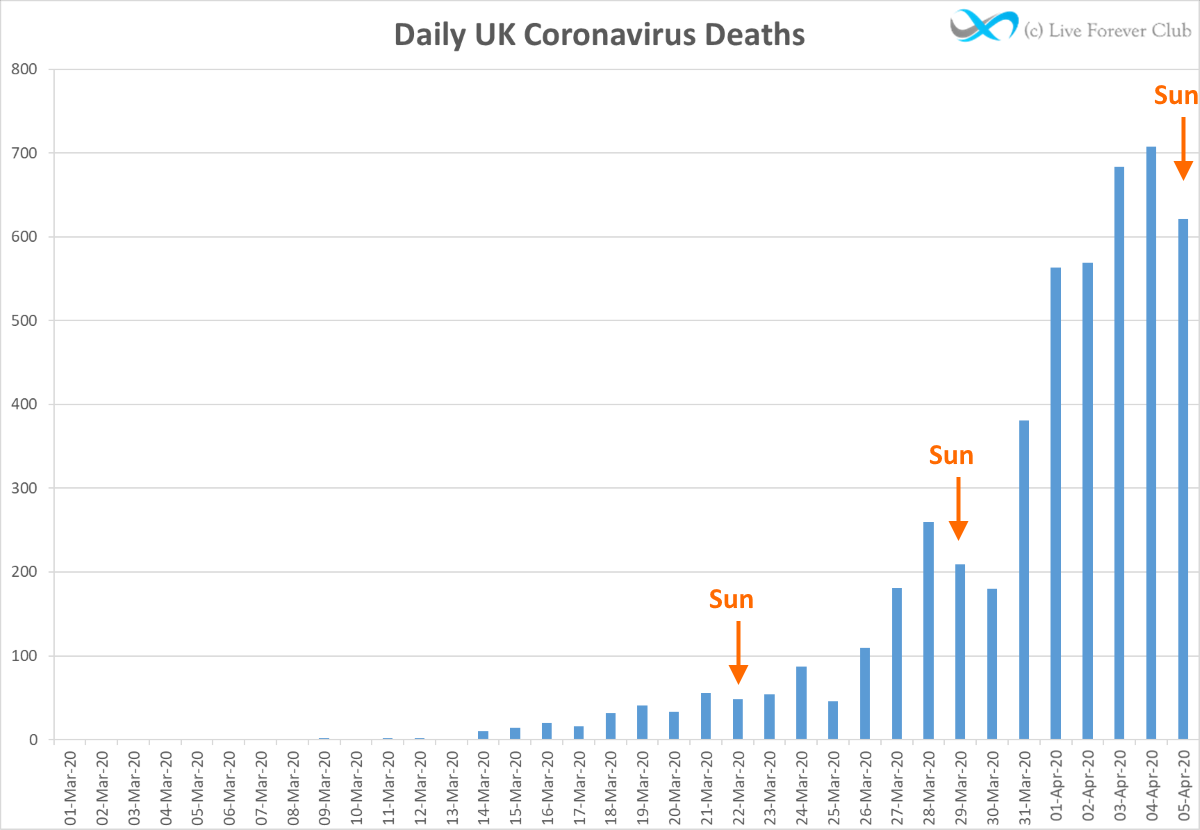 Daily UK Coronavirus Deaths
(c) Live Forever Club
800
700
600
500
400
300
200
100
0
Sun
Sun
Sun
01-Mar-20
02-Mar-20
03-Mar-20
04-Mar-20
05-Mar-20
06-Mar-20
07-Mar-20
08-Mar-20
09-Mar-20
10-Mar-20
11-Mar-20
12-Mar-20
13-Mar-20
14-Mar-20
15-Mar-20
16-Mar-20
17-Mar-20
18-Mar-20
19-Mar-20
20-Mar-20
21-Mar-20
22-Mar-20
23-Mar-20
24-Mar-20
25-Mar-20
26-Mar-20
27-Mar-20
28-Mar-20
29-Mar-20
30-Mar-20
31-Mar-20
01-Apr-20
02-Apr-20
03-Apr-20
04-Apr-20
05-Apr-20